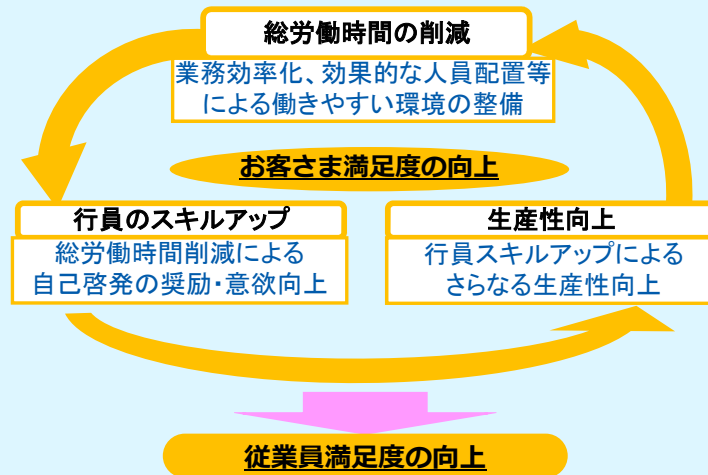 総労働時間の削減
業務効率化、効果的な人員配置等
による働きやすい環境の整備
お客さま満足度の向上
行員のスキルアップ
総労働時間削減による
自己啓発の奨励・意欲向上
生産性向上
行員スキルアップによる
さらなる生産性向上
従業員満足度の向上